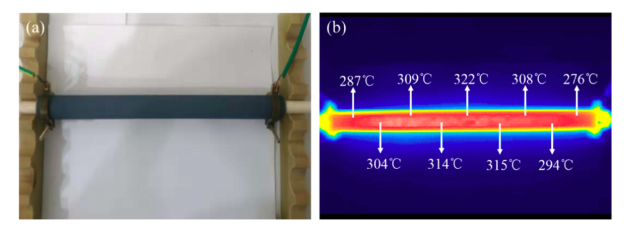 (a)
(b)
287℃ 309℃ 322℃ 308℃ 276℃
304℃ 314℃ 315℃ 294℃